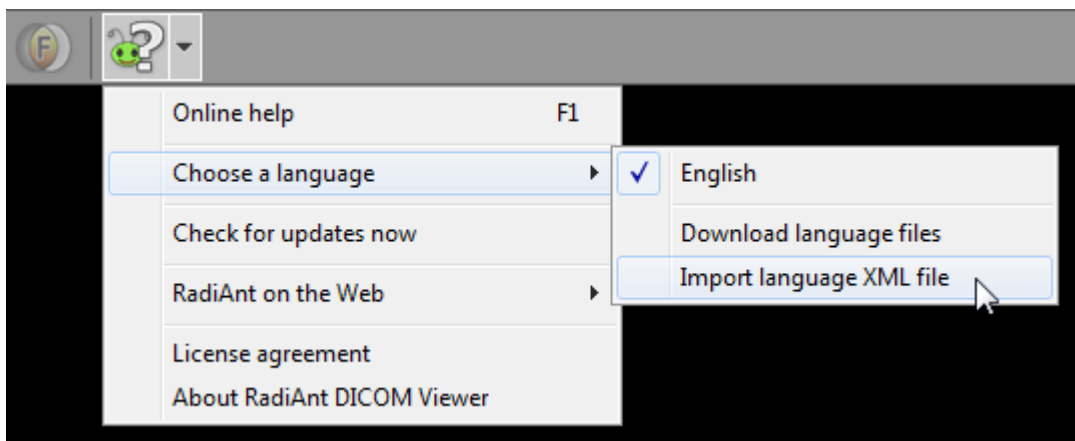 F
?
Online help F1
Choose a language
English
Check for updates now
Download language files
Import language XML file
RadiAnt on the Web
License agreement
About RadiAnt DICOM Viewer